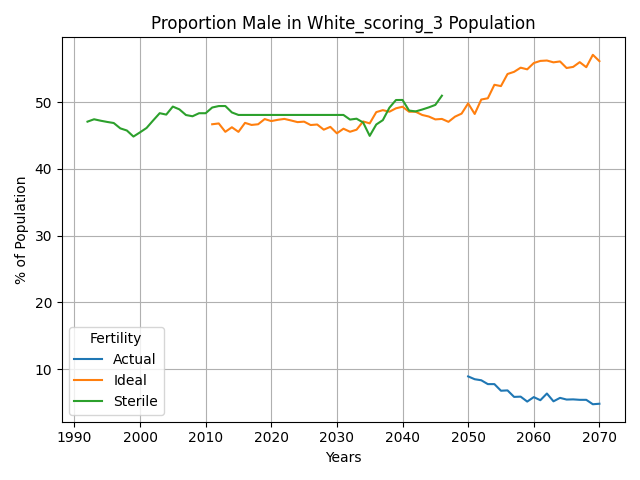 Proportion Male in White_scoring_3 Population
% of Population
50
40
30
20
10
Fertility
Actual
Ideal
Sterile
1990
2000
2010
2020
2030
2040
2050
2060
2070
Years